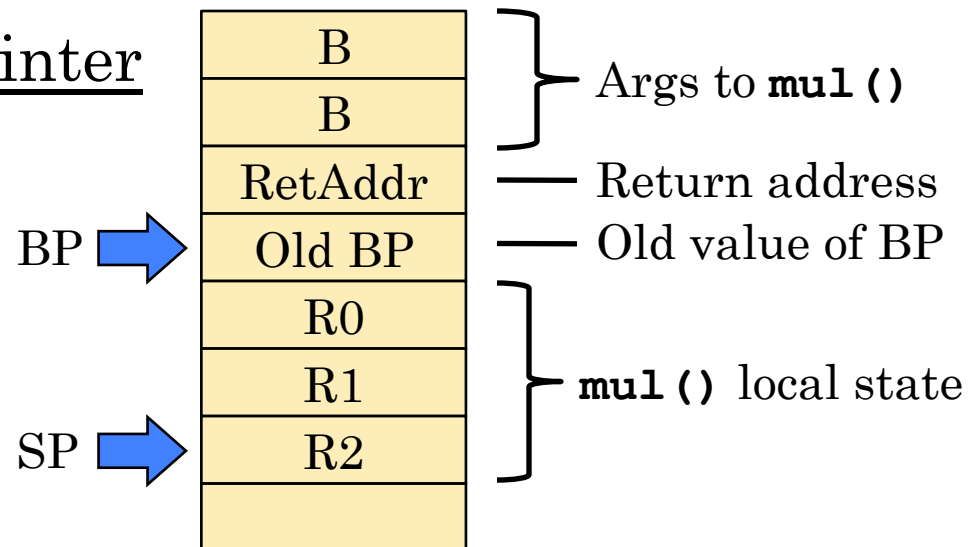 inter
B
B
Args to mul()
RetAddr
Return address
BP
Old BP
Old value of BP
R0
R1
mul() local state
SP
R2